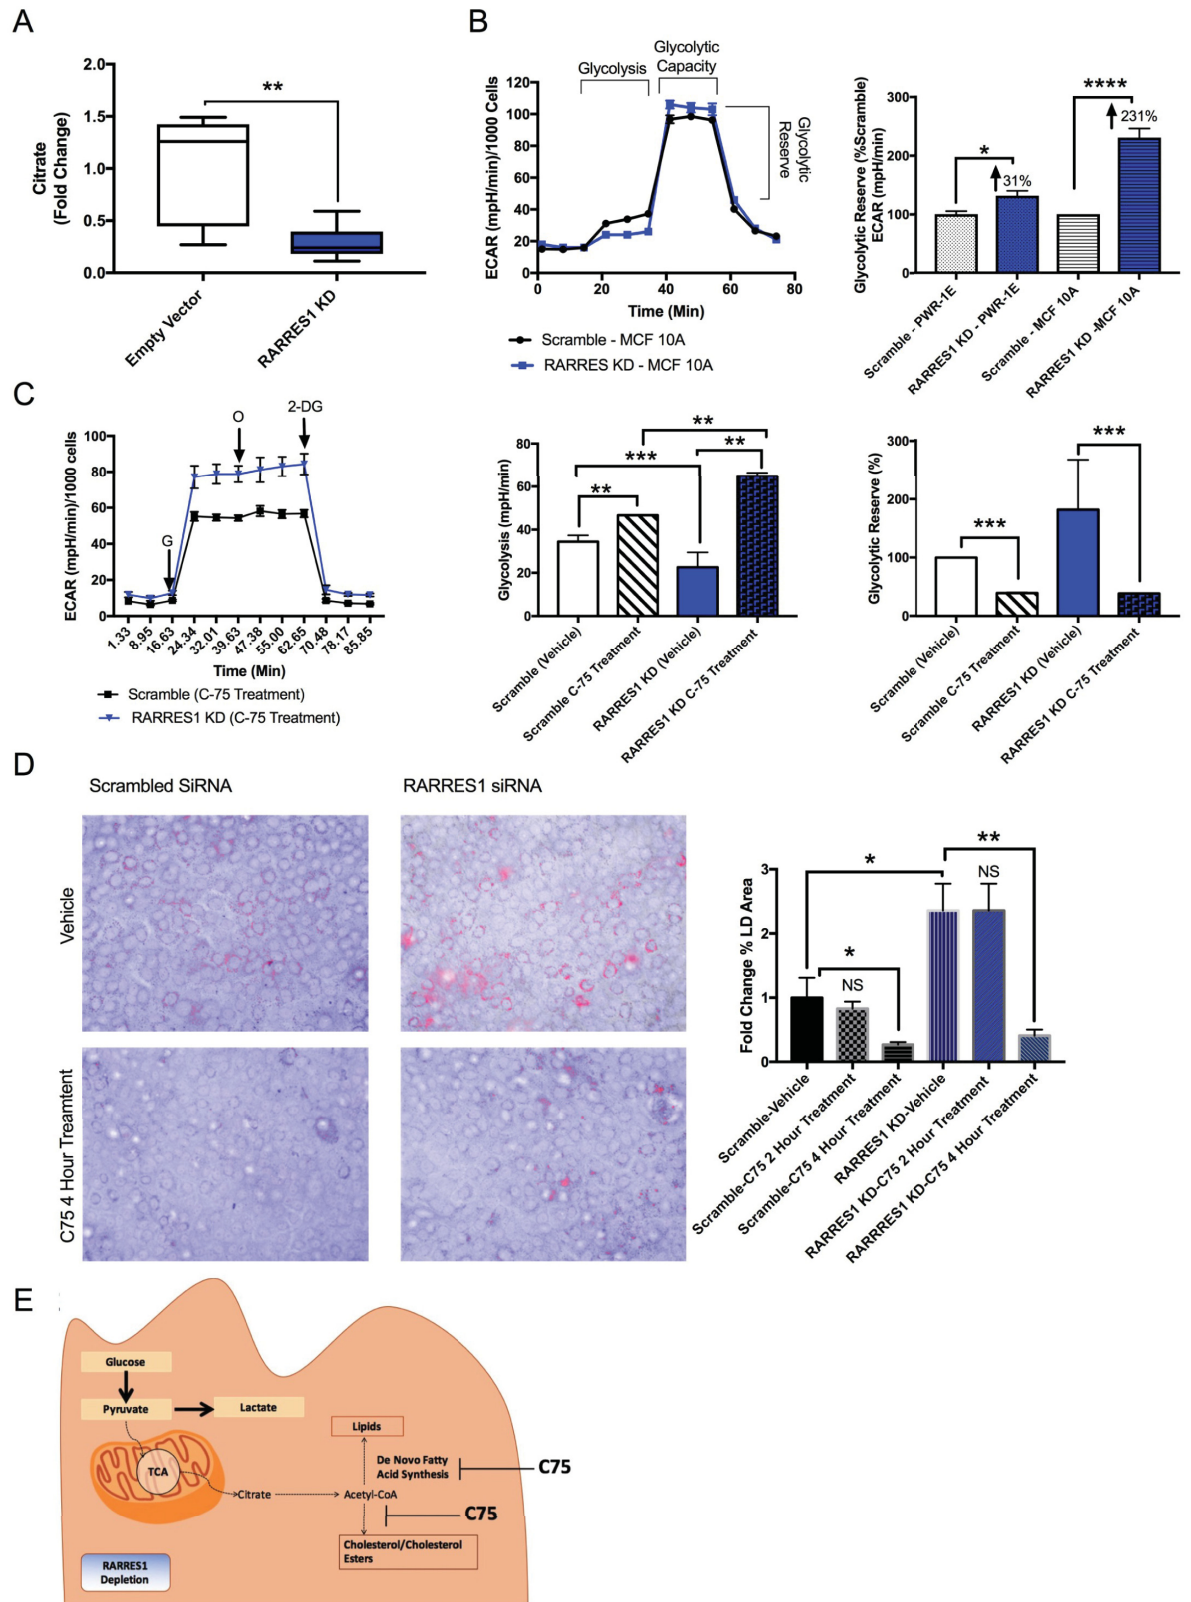 A
2.0
1.5
1.0
0.5
0.0
Citrate
(Fold Change)
**
Empty Vector
RARRES1 KD
B
Glycolysis
Glycolytic
Capacity
Glycolytic
Reserve
ECAR (mpH/min)/1000 Cells
120
100
80
60
40
20
0
0 20 40 60 80
Time (Min)
Scramble - MCF 10A
RARRES KD - MCF 10A
Glycolytic Reserve (%Scramble)
ECAR (mpH/min)
300
200
100
0
*
31%
****
231%
Scramble - PWR-1E
RARRES1 KD - PWR-1E
Scramble - MCF 10A
RARRES1 KD -MCF 10A
C
ECAR (mpH/min)/1000 cells
100
80
60
40
20
0
G
O
2-DG
1.33 8.95 16.63 24.34 32.01 39.63 47.38 55.00 62.65 70.48 78.17 85.85
Time (Min)
Scramble (C-75 Treatment)
RARRES1 KD (C-75 Treatment)
Glycolysis (mpH/min)
80
60
40
20
0
**
***
**
**
Scramble (Vehicle)
Scramble C-75 Treatment
RARRES1 KD (Vehicle)
RARRES1 KD C-75 Treatment
Glycolytic Reserve (%)
300
200
100
0
***
***
Scramble (Vehicle)
Scramble C-75 Treatment
RARRES1 KD (Vehicle)
RARRES1 KD C-75 Treatment
D
Scrambled SiRNA
RARRES1 siRNA
Vehicle
C75 4 Hour Treamtent
Fold Change % LD Area
3
2
1
0
*
NS
*
**
NS
Scramble-Vehicle
Scramble-C75 2 Hour Treatment
Scramble-C75 4 Hour Treatment
RARRES1 KD-Vehicle
RARRES1 KD-C75 2 Hour Treatment
RARRRES1 KD-C75 4 Hour Treatment
E
Glucose
Pyruvate
Lactate
TCA
Citrate
Acetyl-CoA
Lipids
De Novo Fatty
Acid Synthesis
C75
C75
Cholesterol/Cholesterol
Esters
RARRES1
Depletion